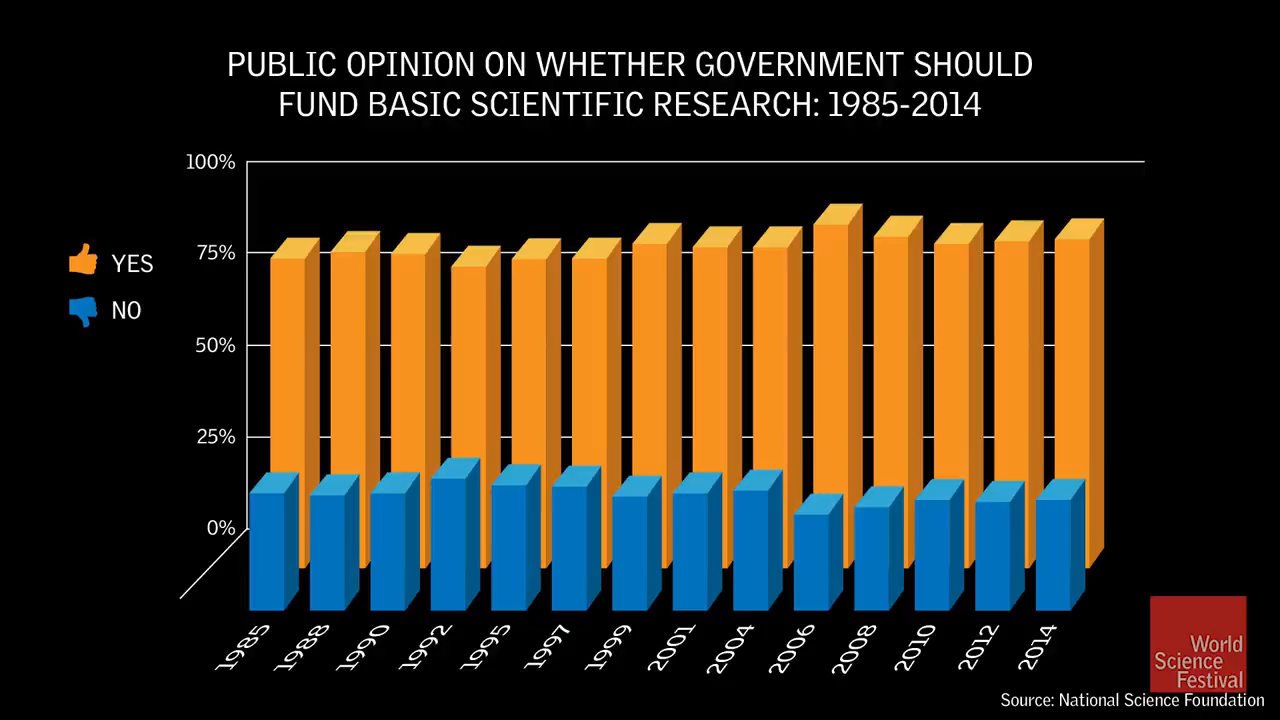 PUBLIC OPINION ON WHETHER GOVERNMENT SHOULD
FUND BASIC SCIENTIFIC RESEARCH: 1985-2014
100%
75%
50%
25%
0%
YES
NO
1985
1988
1990
1992
1995
1997
1999
2001
2004
2006
2008
2010
2012
2014
World
Science
Festival
Source: National Science Foundation